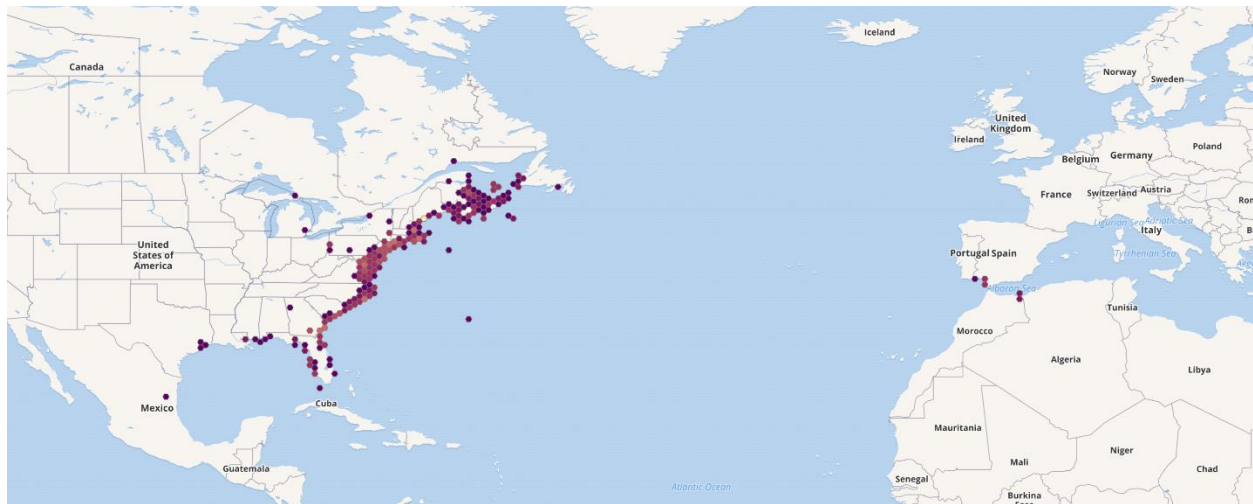 Iceland
Canada
Norway
Sweden
United
Kingdom
Ireland
Poland
Belgium
Germany
France
Switzerland
Austria
Ligurian Sea
Adriatic Sea
Italy
Tyrrhenian Sea
Portugal
Spain
United
States of
America
Alboran Sea
Tunisia
Morocco
Algeria
Libya
Mexico
Cuba
Mauritania
Guatemala
Mali
Niger
Chad
Senegal
Burkina
Atlantic Ocean